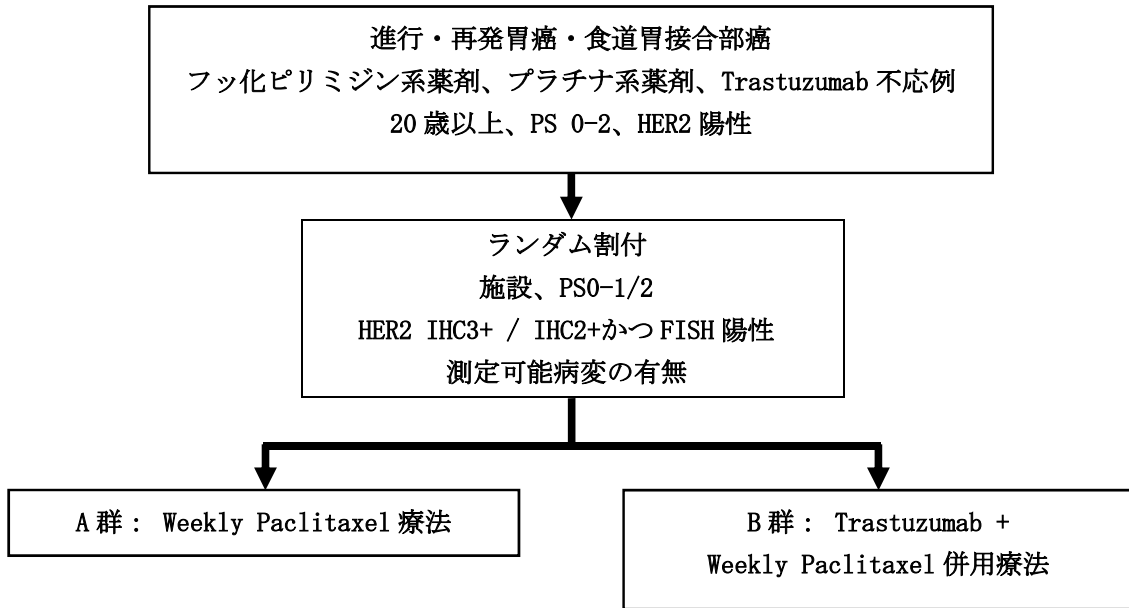 進行・再発胃癌・食道胃接合部癌
フッ化ピリミジン系薬剤、プラチナ系薬剤、Trastuzumab 不応例
20 歳以上、PS 0-2、HER2 陽性
ランダム割付
施設、PS0-1/2
HER2 IHC3+ / IHC2+かつ FISH 陽性
測定可能病変の有無
A 群： Weekly Paclitaxel 療法
B 群： Trastuzumab +
Weekly Paclitaxel 併用療法